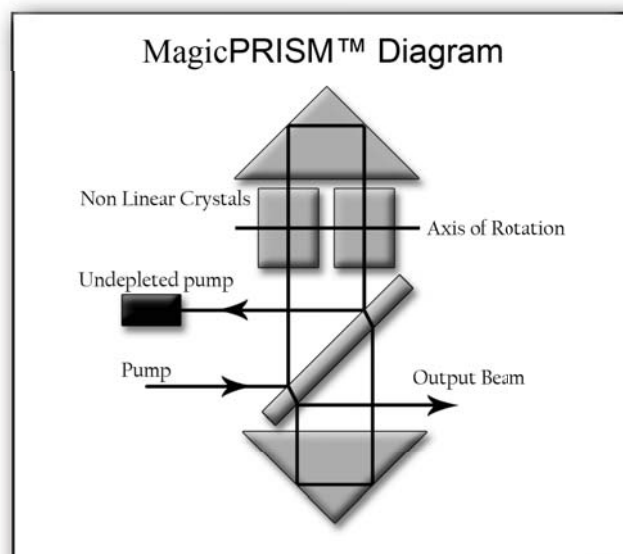 MagicPRISM™ Diagram
Non Linear Crystals
Axis of Rotation
Undepleted pump
Pump
Output Beam